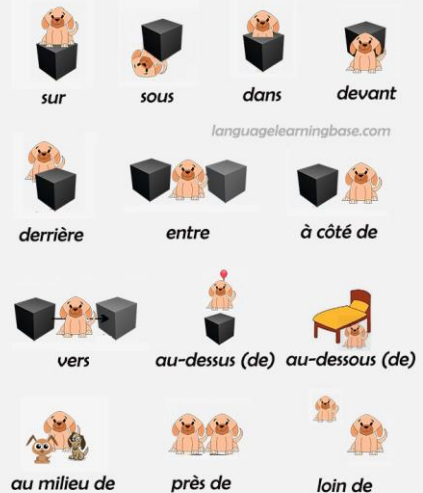 sur sous dans devant
languagelearningbase.com
derrière entre à côté de
vers au-dessus (de) au-dessous (de)
au milieu de près de loin de